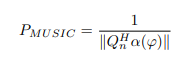 P_{MUSIC} = \frac{1}{\|Q_n^H \alpha(\varphi)\|}